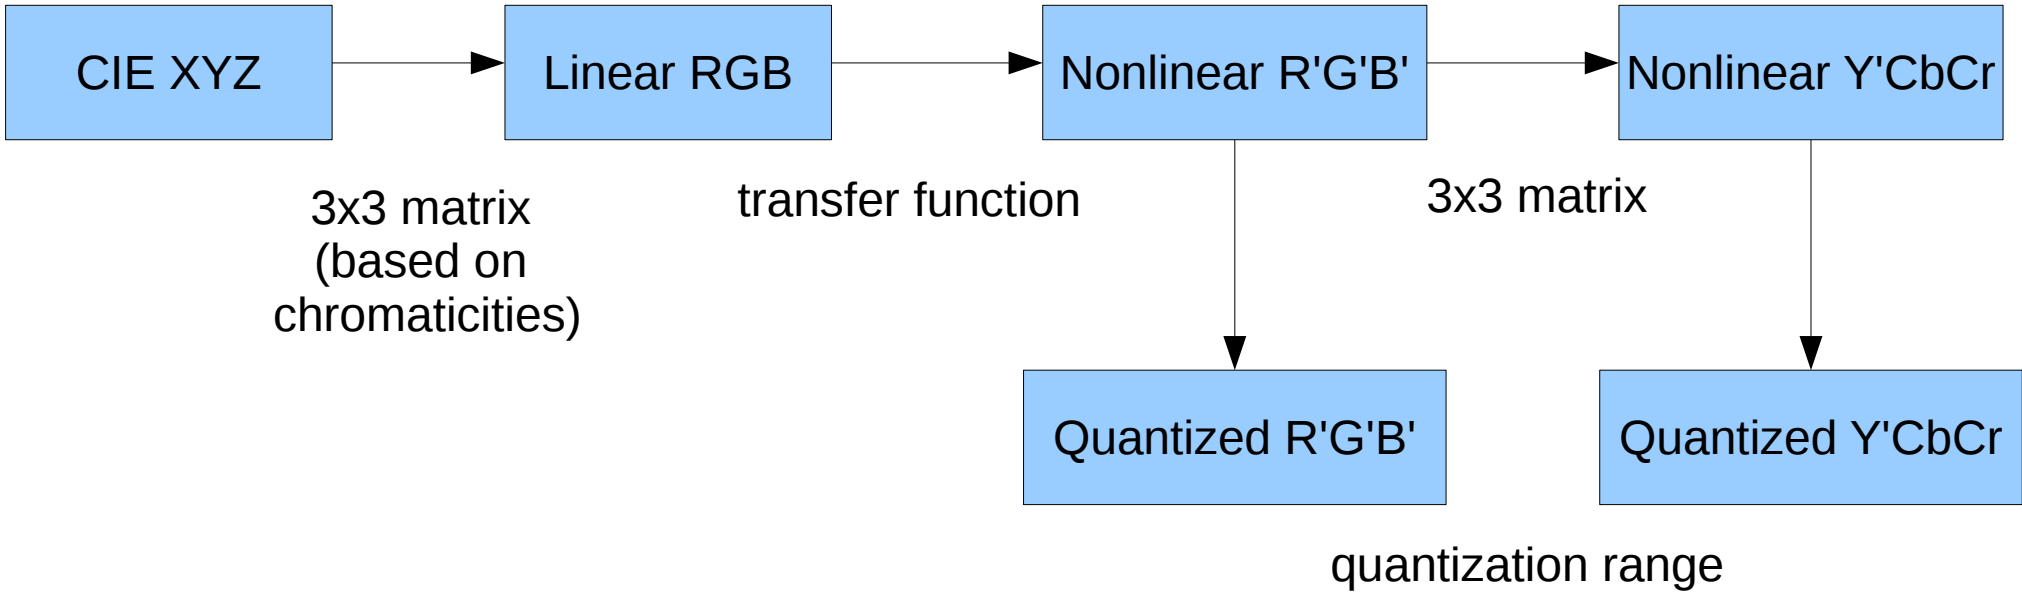 CIE XYZ
Linear RGB
Nonlinear R'G'B'
Nonlinear Y'CbCr
3x3 matrix
(based on
chromaticities)
transfer function
3x3 matrix
Quantized R'G'B'
Quantized Y'CbCr
quantization range